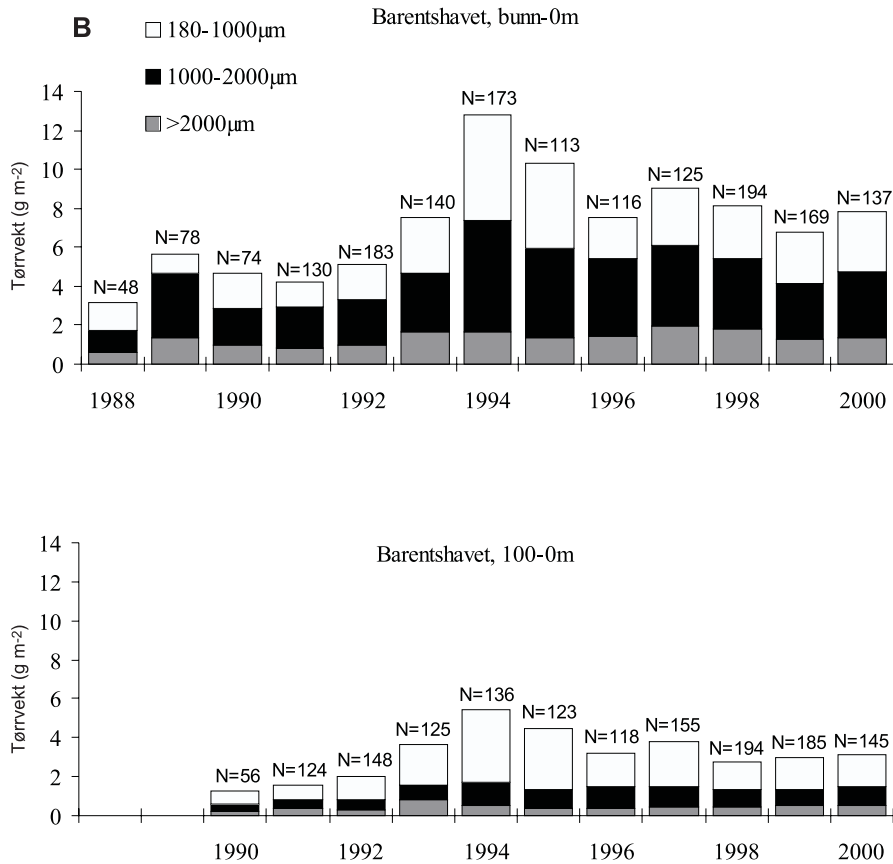 B
Barentshavet, bunn-0m
180-1000µm
1000-2000µm
>2000µm
Tørrvekt (g m-2)
14
12
10
8
6
4
2
0
N=48
N=78
N=74
N=130
N=183
N=140
N=173
N=113
N=116
N=125
N=194
N=169
N=137
1988 1990 1992 1994 1996 1998 2000
Barentshavet, 100-0m
Tørrvekt (g m-2)
14
12
10
8
6
4
2
0
N=56
N=124
N=148
N=125
N=136
N=123
N=118
N=155
N=194
N=185
N=145
1990 1992 1994 1996 1998 2000